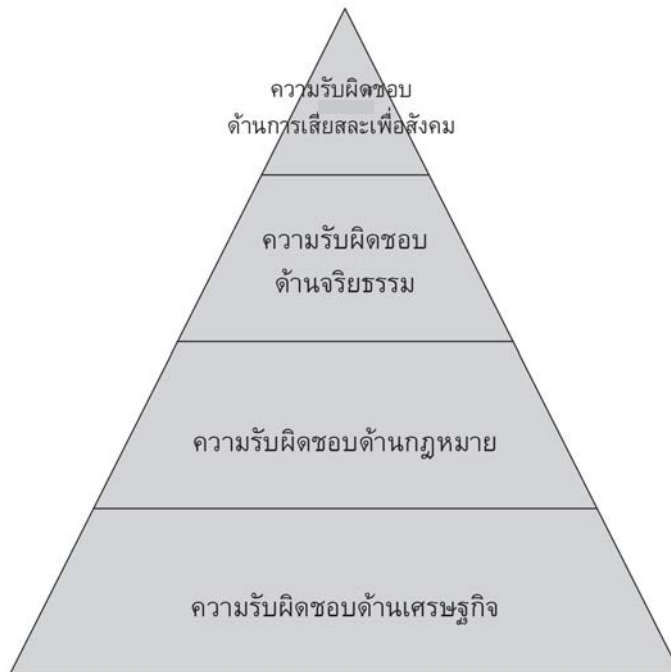 ความรับผิดชอบ
ด้านการเสียสละเพื่อสังคม
ความรับผิดชอบ
ด้านจริยธรรม
ความรับผิดชอบด้านกฎหมาย
ความรับผิดชอบด้านเศรษฐกิจ